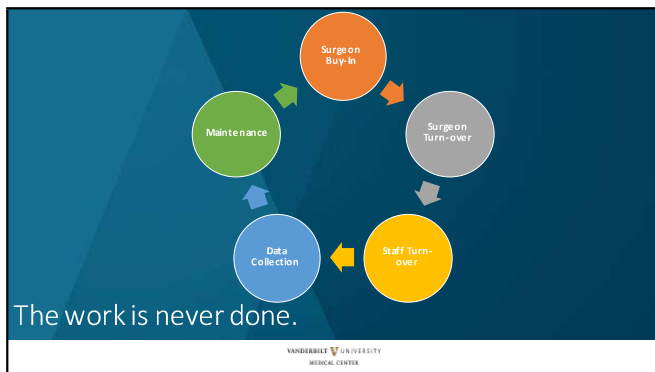 Surgeon
Buy-In
Surgeon
Turn-over
Staff Turn-
over
Data
Collection
Maintenance
The work is never done.
VANDERBILT V UNIVERSITY
MEDICAL CENTER